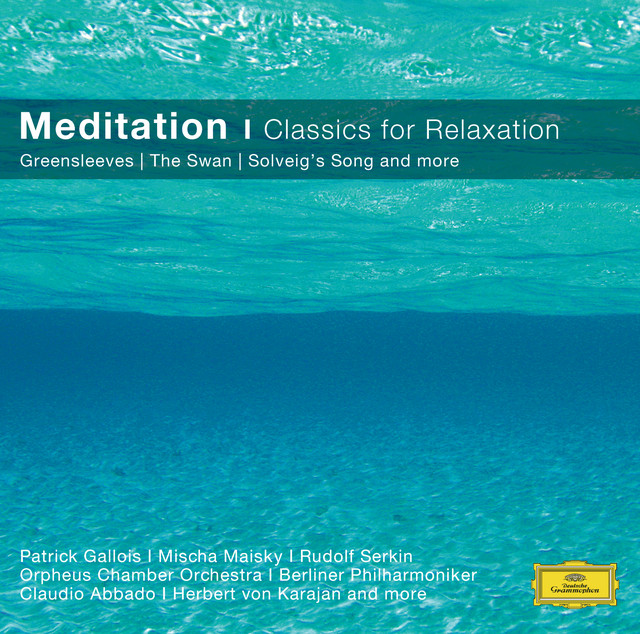 Meditation | Classics for Relaxation
Greensleeves | The Swan | Solveig's Song and more
Patrick Gallois | Mischa Maisky | Rudolf Serkin
Orpheus Chamber Orchestra | Berliner Philharmoniker
Claudio Abbado | Herbert von Karajan and more
Deutsche
Grammophon